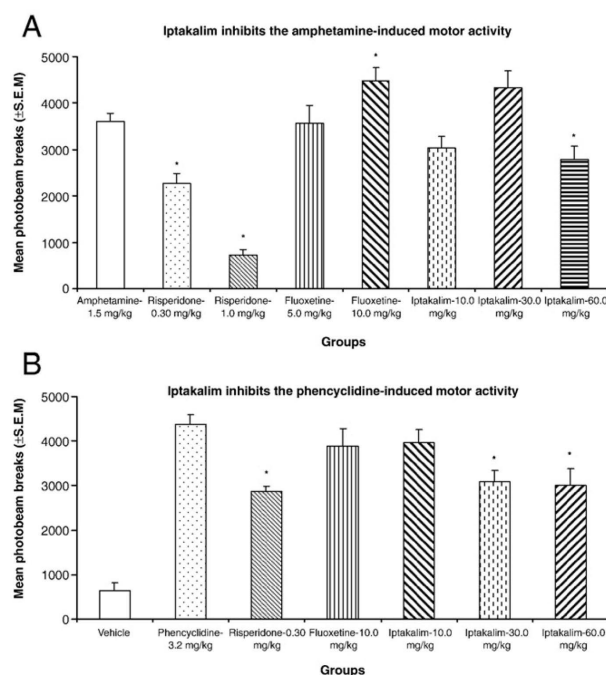 A
Iptakalim inhibits the amphetamine-induced motor activity
Mean photobeam breaks (±S.E.M)
5000
4000
3000
2000
1000
0
*
*
*
*
Amphetamine- Risperidone- Risperidone- Fluoxetine- Fluoxetine- Iptakalim-10.0 Iptakalim-30.0 Iptakalim-60.0
1.5 mg/kg 0.30 mg/kg 1.0 mg/kg 5.0 mg/kg 10.0 mg/kg mg/kg mg/kg mg/kg
Groups
B
Iptakalim inhibits the phencyclidine-induced motor activity
Mean photobeam breaks (±S.E.M)
5000
4000
3000
2000
1000
0
*
*
*
Vehicle Phencyclidine- Risperidone-0.30 Fluoxetine-10.0 Iptakalim-10.0 Iptakalim-30.0 Iptakalim-60.0
3.2 mg/kg mg/kg mg/kg mg/kg mg/kg mg/kg
Groups